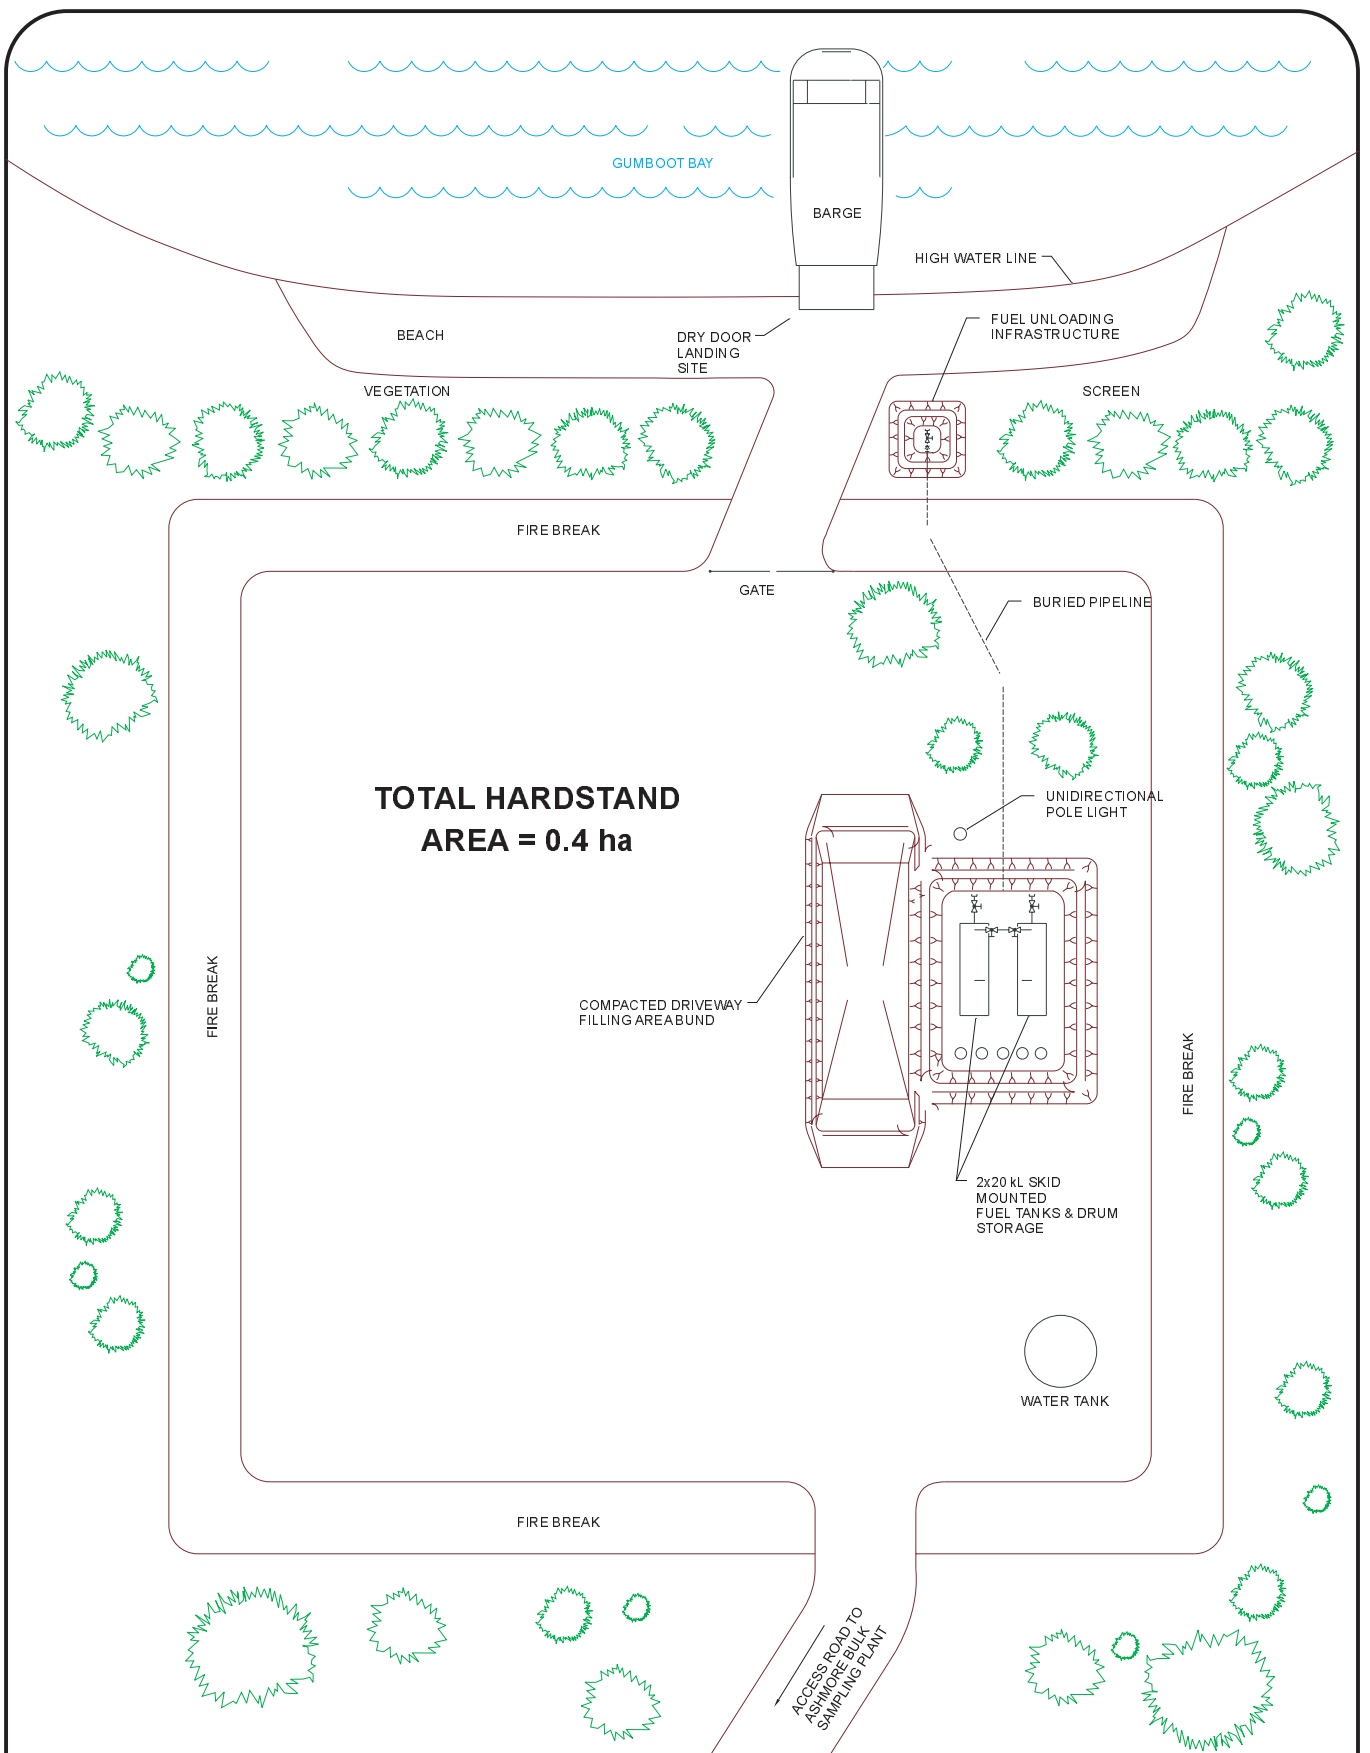 GUMBOOT BAY
BARGE
HIGH WATER LINE
BEACH
DRY DOOR
LANDING
SITE
FUEL UNLOADING
INFRASTRUCTURE
VEGETATION
SCREEN
FIRE BREAK
GATE
BURIED PIPELINE
TOTAL HARDSTAND
AREA = 0.4 ha
UNIDIRECTIONAL
POLE LIGHT
FIRE BREAK
COMPACTED DRIVEWAY
FILLING AREA BUND
FIRE BREAK
2x20 kL SKID
MOUNTED
FUEL TANKS & DRUM
STORAGE
WATER TANK
FIRE BREAK
ACCESS ROAD TO
ASHMORE BULK
SAMPLING PLANT